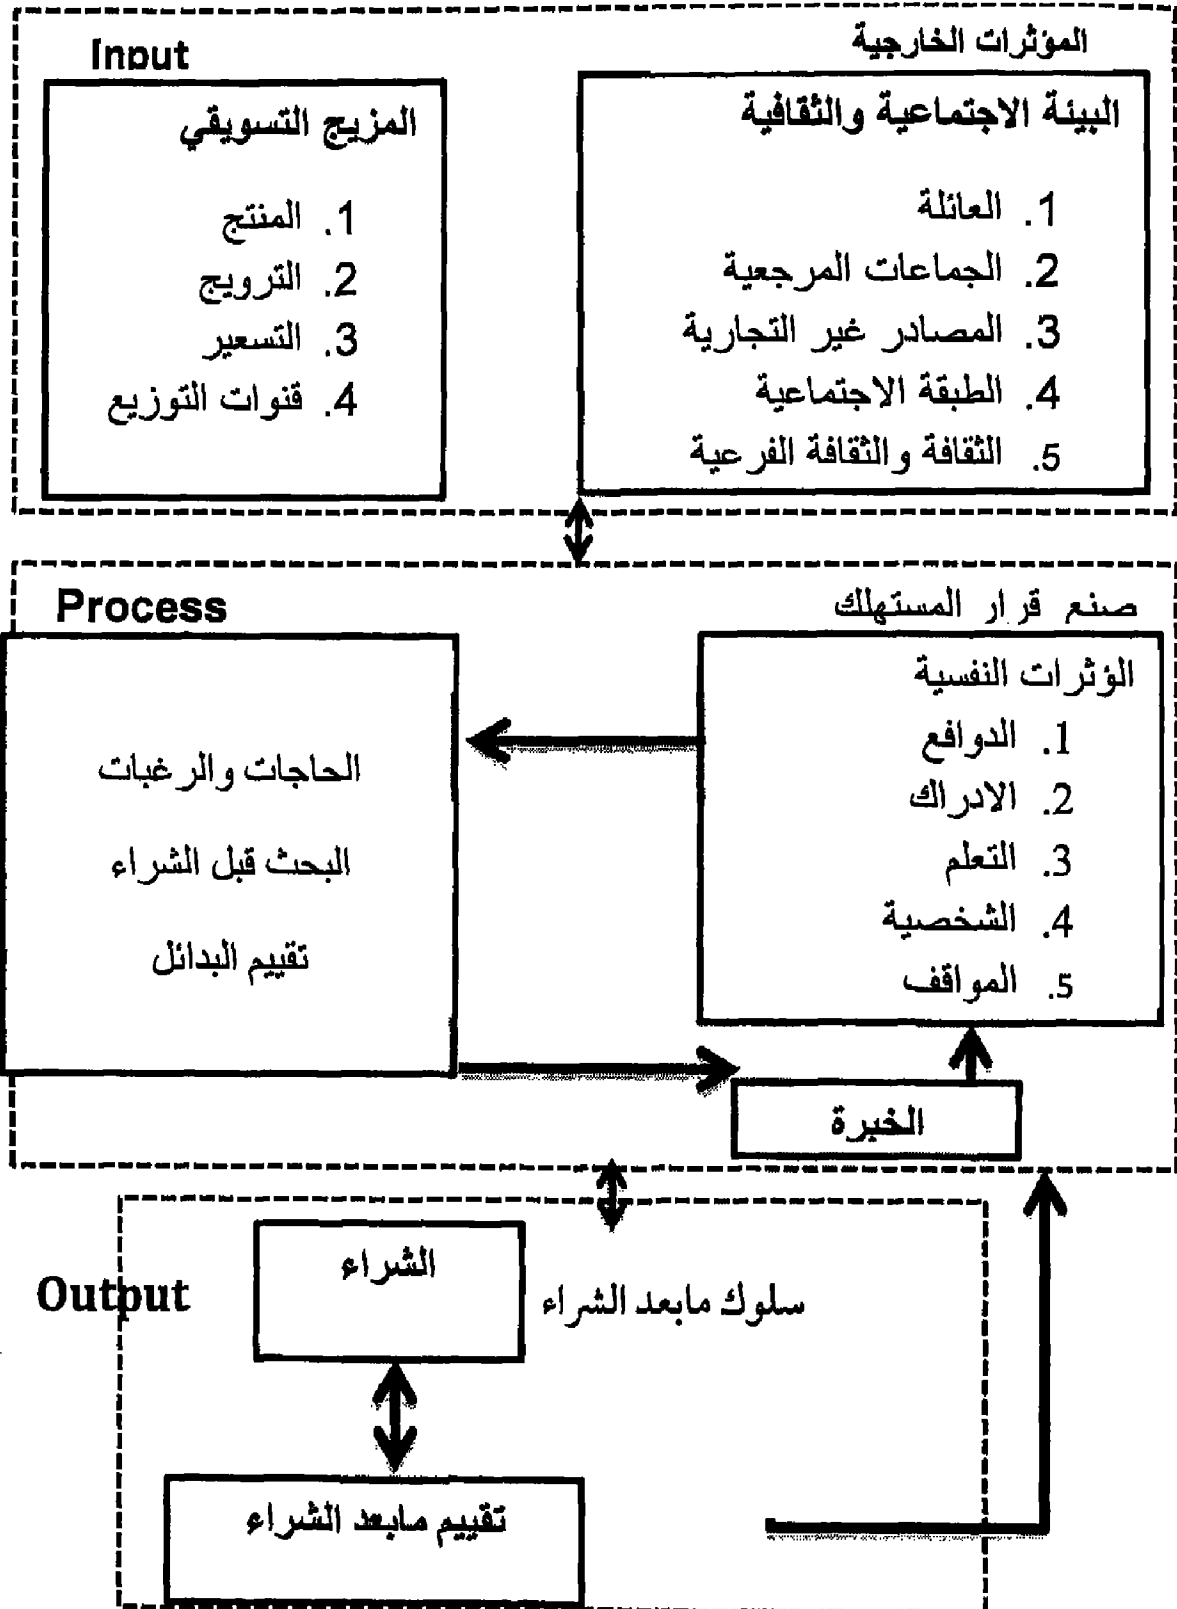 المؤثرات الخارجية
Input
البيئة الاجتماعية والثقافية
1. العائلة
2. الجماعات المرجعية
3. المصادر غير التجارية
4. الطبقة الاجتماعية
5. الثقافة والثقافة الفرعية
المزيج التسويقي
1. المنتج
2. الترويج
3. التسعير
4. قنوات التوزيع
صنع قرار المستهلك
Process
الؤثرات النفسية
1. الدوافع
2. الادراك
3. التعلم
4. الشخصية
5. المواقف
الحاجات والرغبات
البحث قبل الشراء
تقييم البدائل
الخبرة
Output
سلوك مابعد الشراء
الشراء
تقييم مابعد الشراء